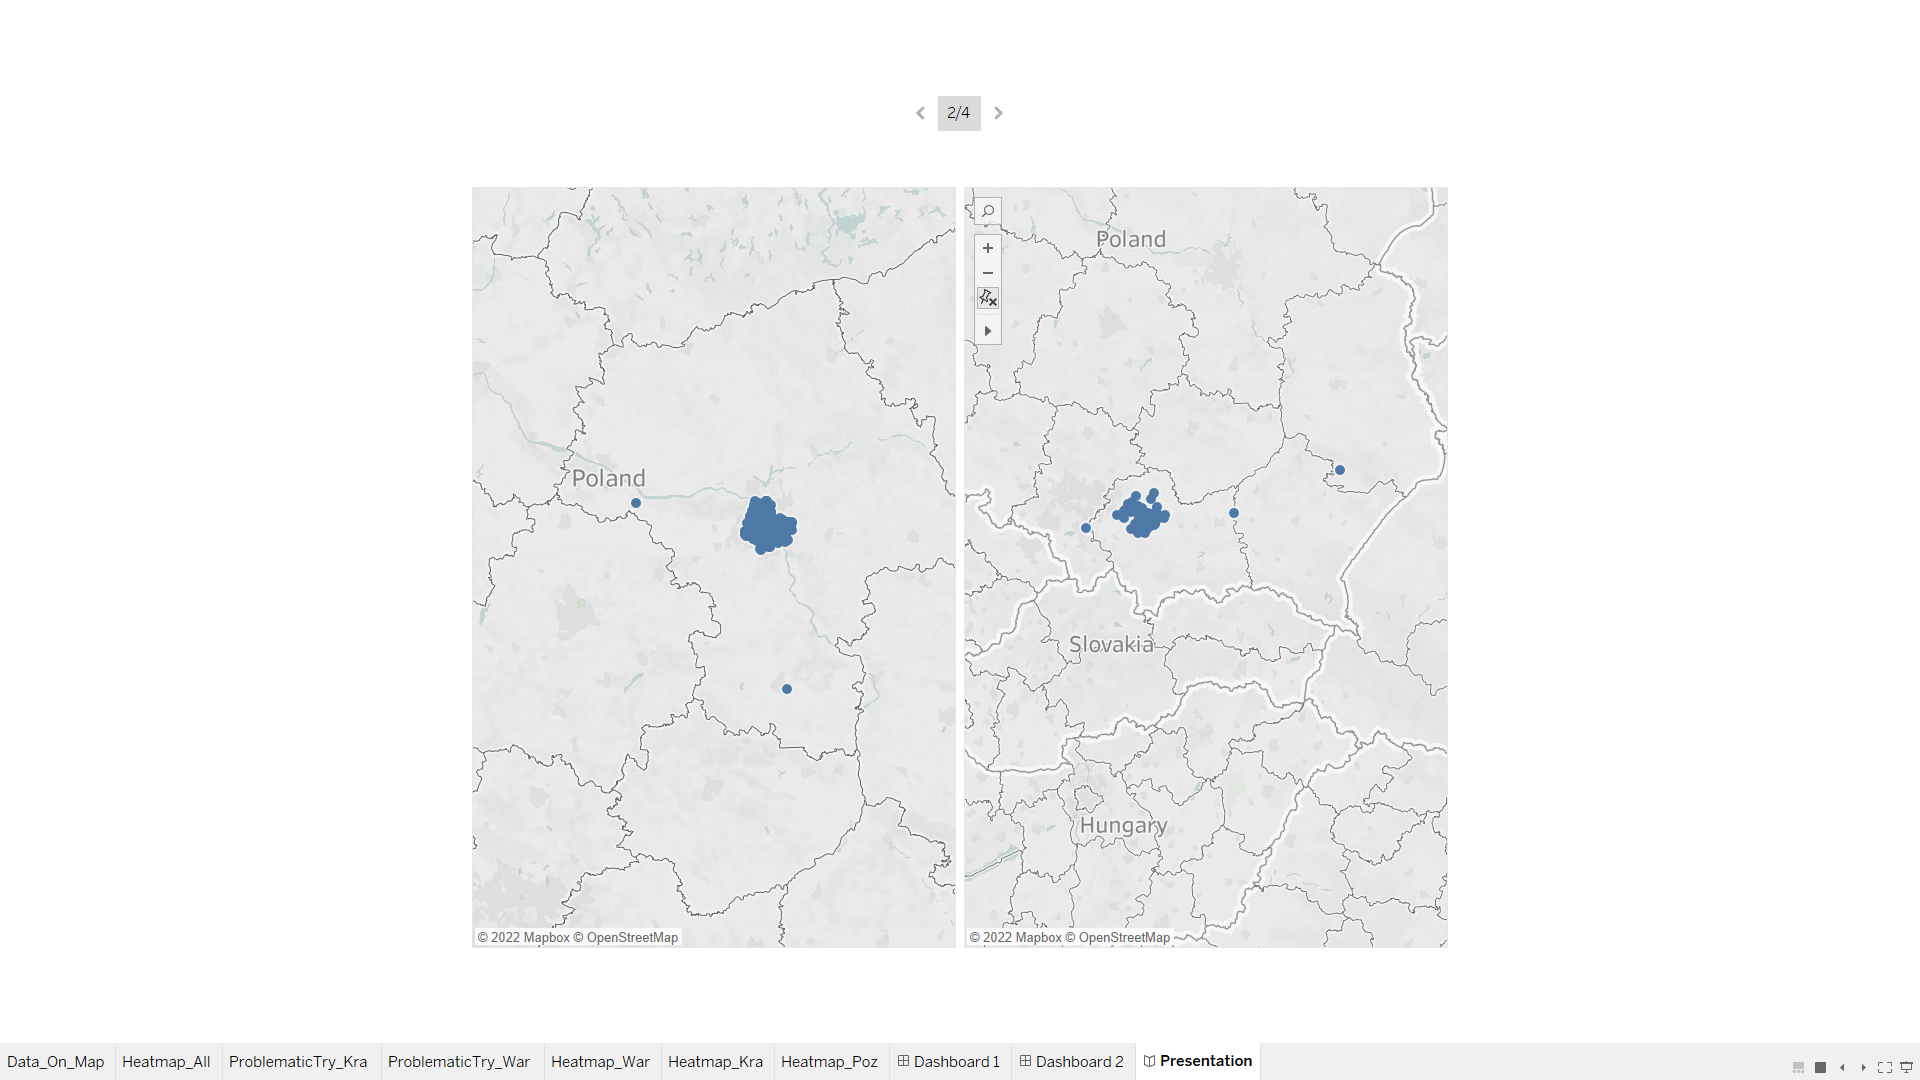 2/4
Poland
© 2022 Mapbox © OpenStreetMap
Poland
Slovakia
Hungary
© 2022 Mapbox © OpenStreetMap
Data_On_Map Heatmap_All ProblematicTry_Kra ProblematicTry_War Heatmap_War Heatmap_Kra Heatmap_Poz Dashboard 1 Dashboard 2 Presentation